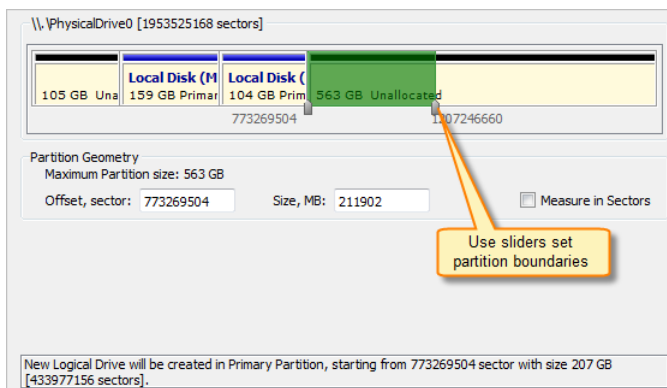 \\.\PhysicalDrive0 [1953525168 sectors]
Local Disk (M Local Disk (
105 GB Una 159 GB Primar 104 GB Prim 563 GB Unallocated
773269504 1207246660
Partition Geometry
Maximum Partition size: 563 GB
Offset, sector: 773269504 Size, MB: 211902 Measure in Sectors
Use sliders set
partition boundaries
New Logical Drive will be created in Primary Partition, starting from 773269504 sector with size 207 GB
[433977156 sectors].